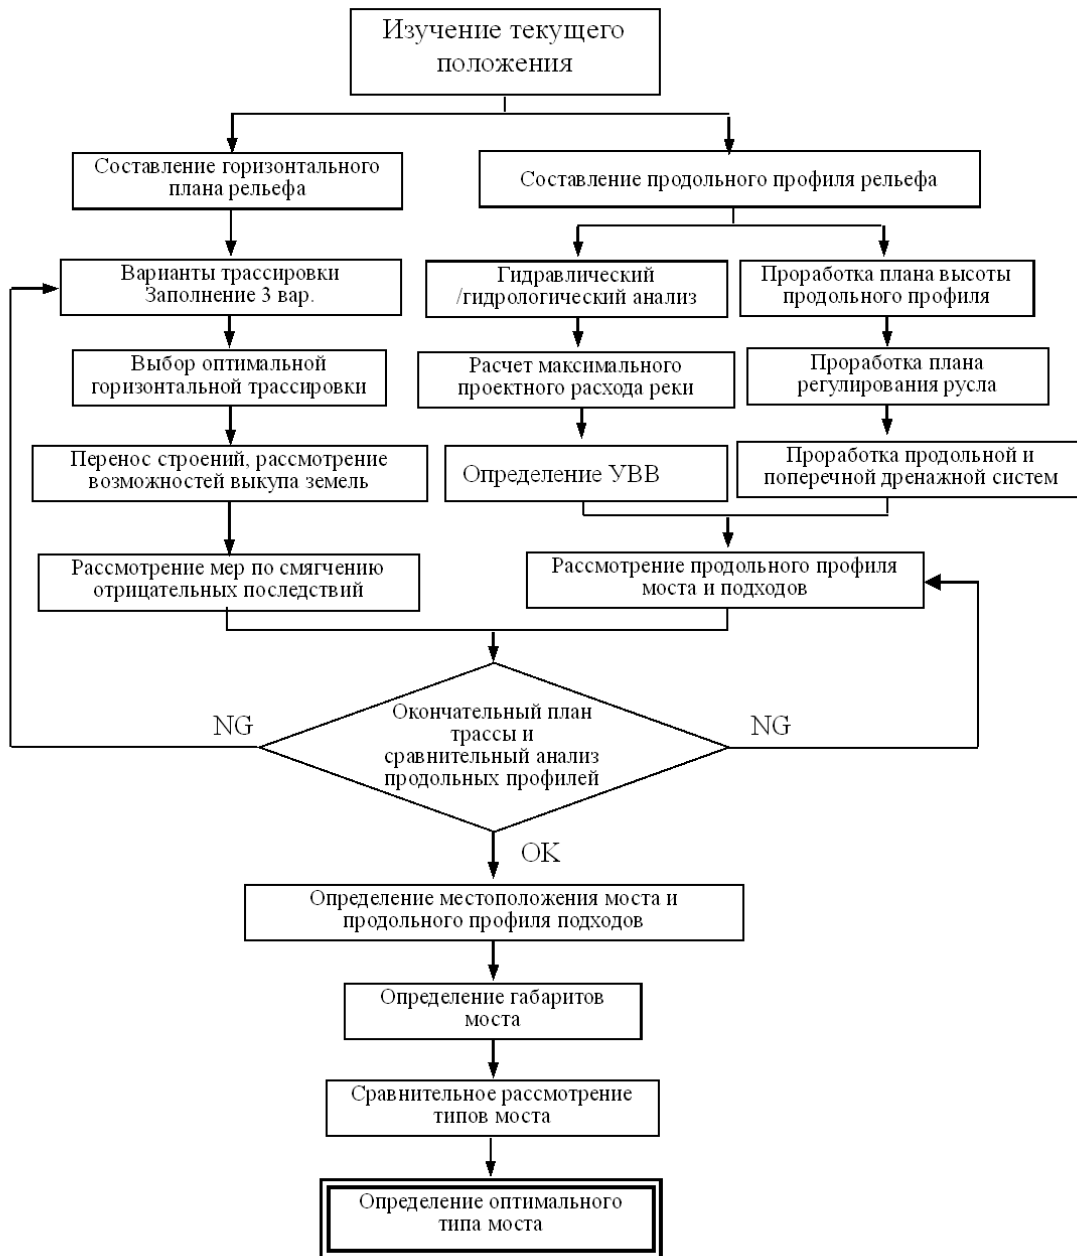 Изучение текущего
положения
Составление горизонтального
плана рельефа
Составление продольного профиля рельефа
Варианты трассировки
Заполнение 3 вар.
Гидравлический
/гидрологический анализ
Проработка плана высоты
продольного профиля
Выбор оптимальной
горизонтальной трассировки
Расчет максимального
проектного расхода реки
Проработка плана
регулирования русла
Перенос строений, рассмотрение
возможностей выкупа земель
Определение УВВ
Проработка продольной и
поперечной дренажной систем
Рассмотрение мер по смягчению
отрицательных последствий
Рассмотрение продольного профиля
моста и подходов
NG
Окончательный план
трассы и
сравнительный анализ
продольных профилей
NG
OK
Определение местоположения моста и
продольного профиля подходов
Определение габаритов
моста
Сравнительное рассмотрение
типов моста
Определение оптимального
типа моста